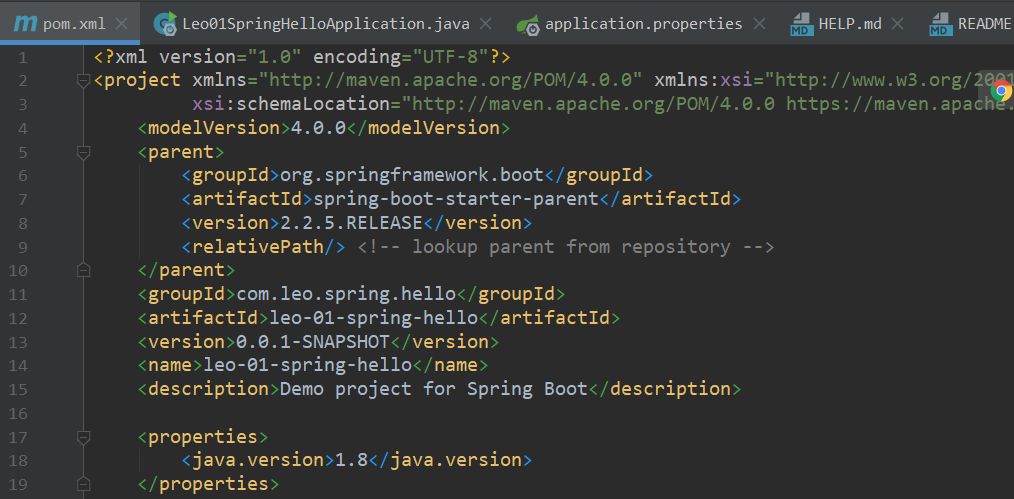 pom.xml Leo01SpringHelloApplication.java application.properties HELP.md README
1 <?xml version="1.0" encoding="UTF-8"?>
2 <project xmlns="http://maven.apache.org/POM/4.0.0" xmlns:xsi="http://www.w3.org/2001
3 xsi:schemaLocation="http://maven.apache.org/POM/4.0.0 https://maven.apache.
4 <modelVersion>4.0.0</modelVersion>
5 <parent>
6 <groupId>org.springframework.boot</groupId>
7 <artifactId>spring-boot-starter-parent</artifactId>
8 <version>2.2.5.RELEASE</version>
9 <relativePath/> <!-- lookup parent from repository -->
10 </parent>
11 <groupId>com.leo.spring.hello</groupId>
12 <artifactId>leo-01-spring-hello</artifactId>
13 <version>0.0.1-SNAPSHOT</version>
14 <name>leo-01-spring-hello</name>
15 <description>Demo project for Spring Boot</description>
16
17 <properties>
18 <java.version>1.8</java.version>
19 </properties>